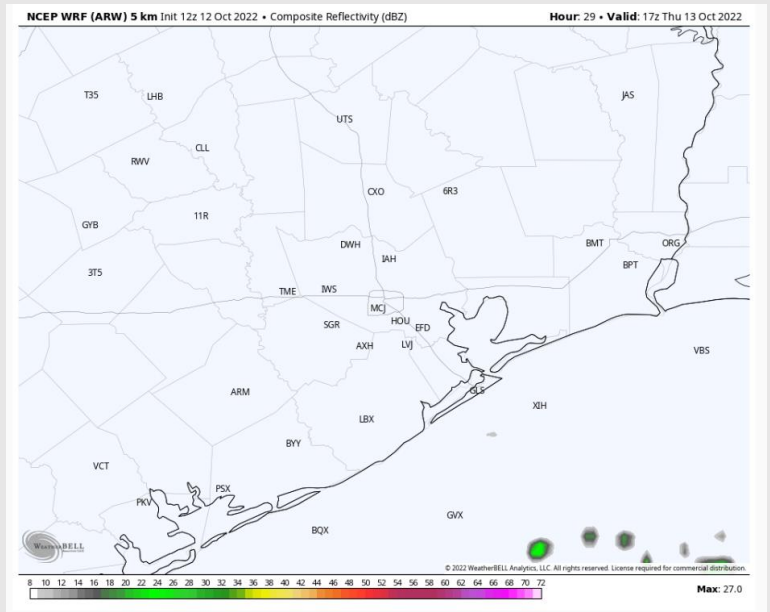 NCEP WRF (ARW) 5 km Init 12z 12 Oct 2022 • Composite Reflectivity (dBZ) Hour: 29 • Valid: 17z Thu 13 Oct 2022
T35 LHB JAS
UTS
CLL
RWV
CXO 6R3
11R
GYB
DWH BMT ORG
IAH
BPT
3T5
TME IWS
MCJ
SGR HOU
EFD
AXH LVJ VBS
ARM GLS
XIH
LBX
BYY
VCT
PSX
PKV
GVX
BQX
WEATHERBELL
© 2022 WeatherBELL Analytics, LLC. All rights reserved. License required for commercial distribution.
8 10 12 14 16 18 20 22 24 26 28 30 32 34 36 38 40 42 44 46 48 50 52 54 56 58 60 62 64 66 68 70 72 Max: 27.0